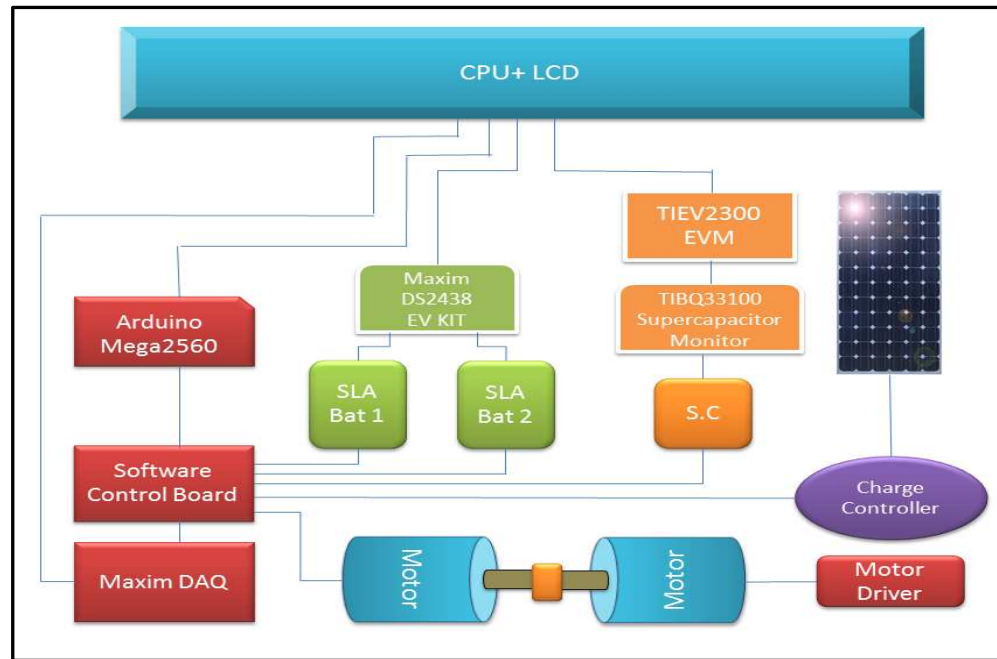 CPU+ LCD
TIEV2300
EVM
Maxim
DS2438
EV KIT
TIBQ33100
Supercapacitor
Monitor
Arduino
Mega2560
SLA
Bat 1
SLA
Bat 2
S.C
Software
Control Board
Charge
Controller
Maxim DAQ
Motor
Motor
Motor
Driver